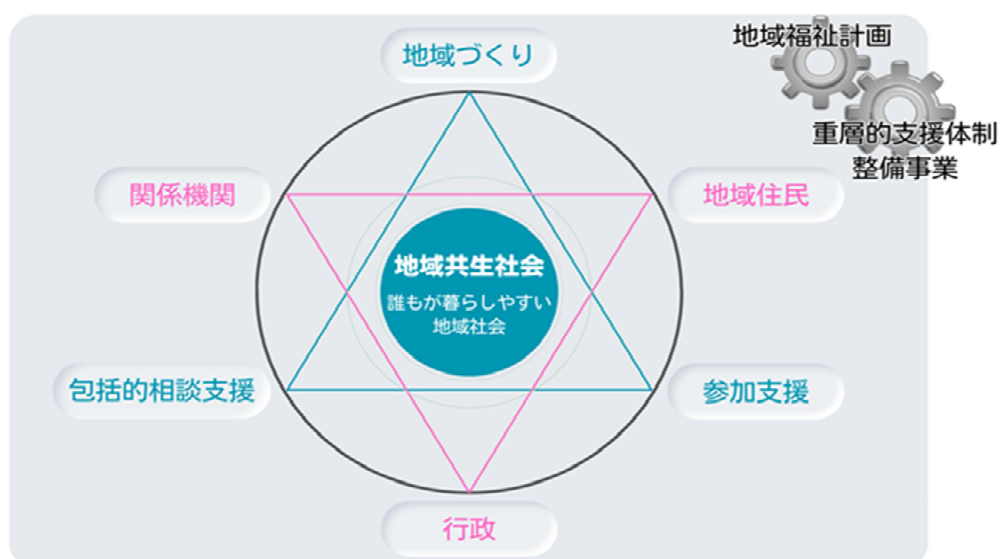 地域づくり
地域福祉計画
重層的支援体制
整備事業
関係機関
地域住民
地域共生社会
誰もが暮らしやすい
地域社会
包括的相談支援
参加支援
行政